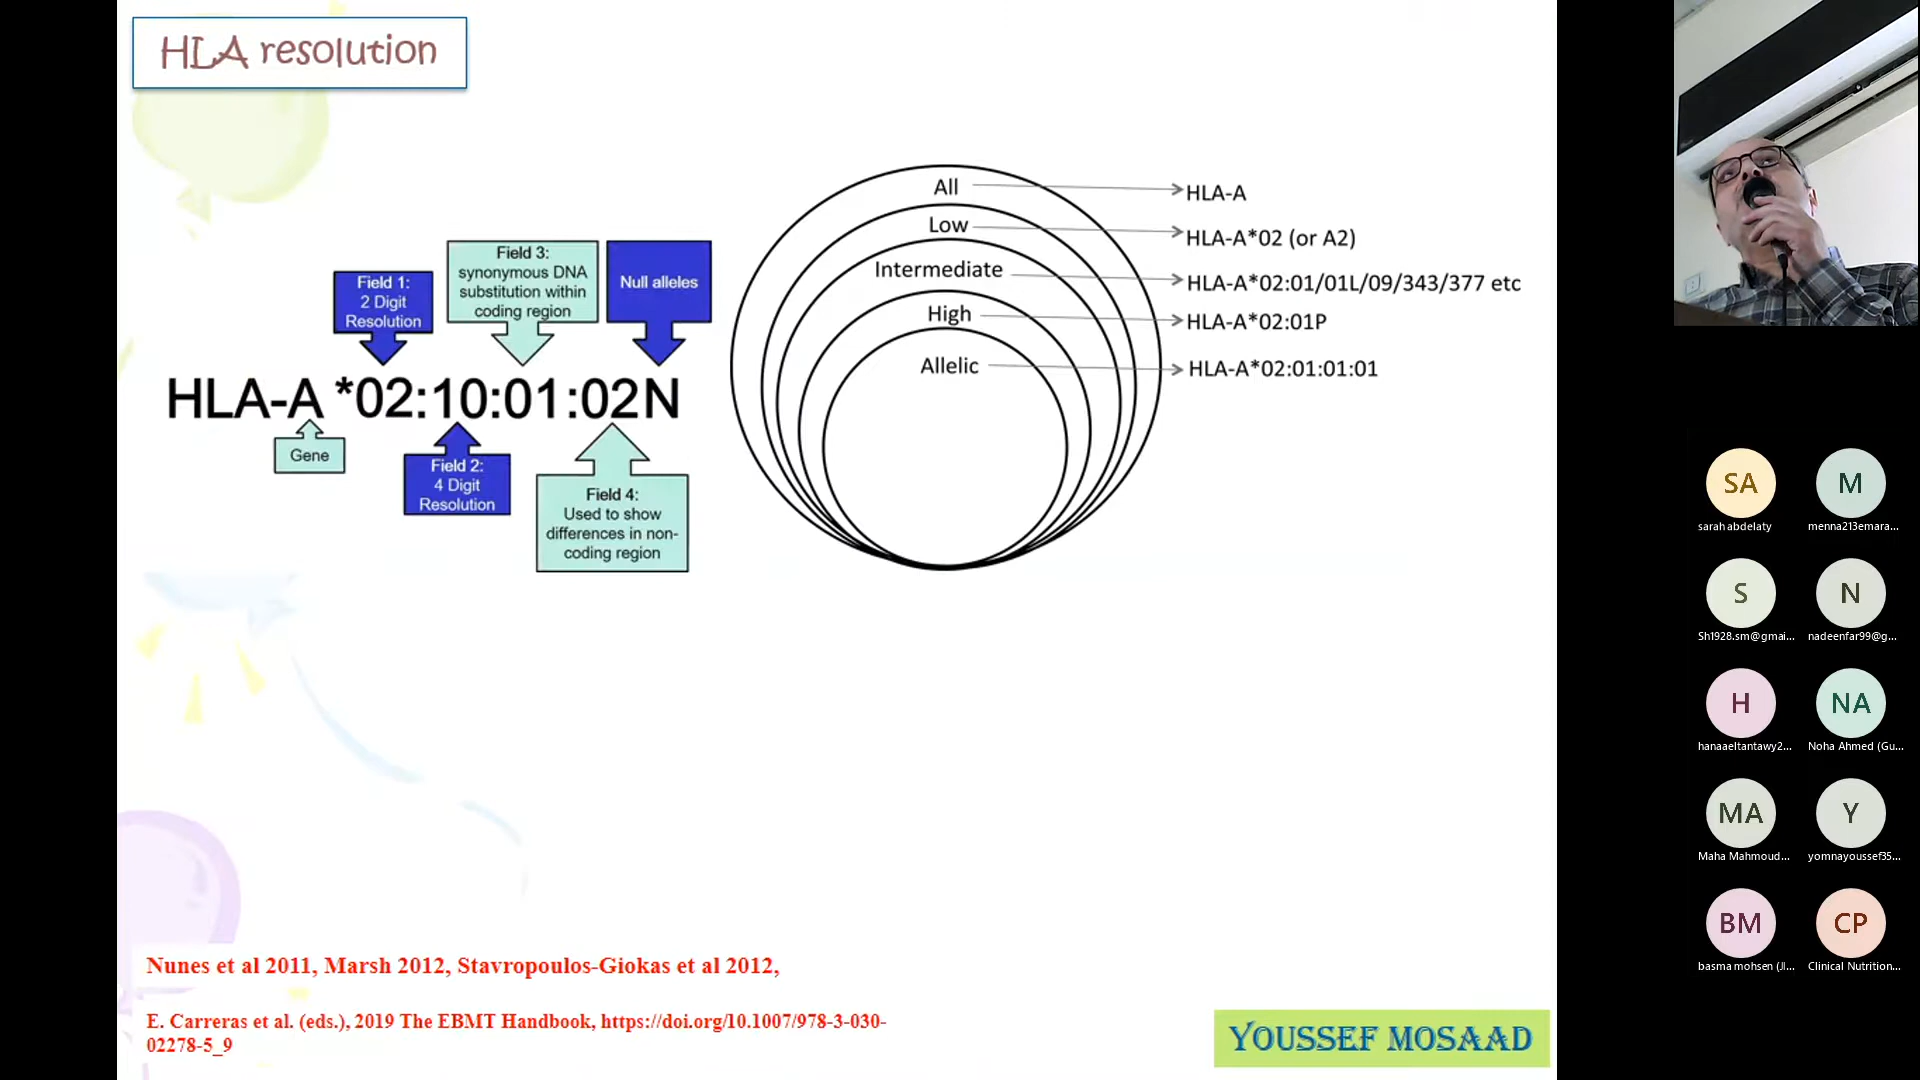 HLA resolution
Field 1:
2 Digit
Resolution
Field 3:
synonymous DNA
substitution within
coding region
Null alleles
HLA-A *02:10:01:02N
Gene
Field 2:
4 Digit
Resolution
Field 4:
Used to show
differences in non-
coding region
All
HLA-A
Low
HLA-A*02 (or A2)
Intermediate
HLA-A*02:01/01L/09/343/377 etc
High
HLA-A*02:01P
Allelic
HLA-A*02:01:01:01
Nunes et al 2011, Marsh 2012, Stavropoulos-Giokas et al 2012,
E. Carreras et al. (eds.), 2019 The EBMT Handbook, https://doi.org/10.1007/978-3-030-
02278-5_9
YOUSSEF MOSAAD
SA
sarah abdelaty
M
menna213emara...
S
Sh1928.sm@gmai...
N
nadeenfar99@g...
H
hanaaeltantawy2...
NA
Noha Ahmed (Gu...
MA
Maha Mahmoud...
Y
yomnayoussef35...
BM
basma mohsen (Jl...
CP
Clinical Nutrition...